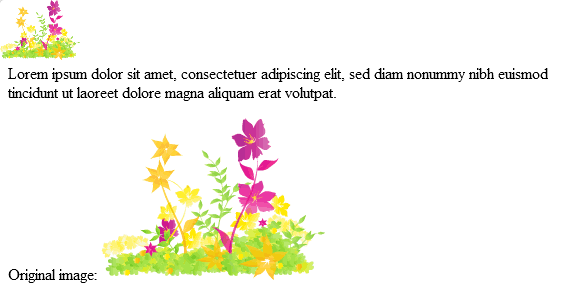 Lorem ipsum dolor sit amet, consectetuer adipiscing elit, sed diam nonummy nibh euismod
tincidunt ut laoreet dolore magna aliquam erat volutpat.
Original image: